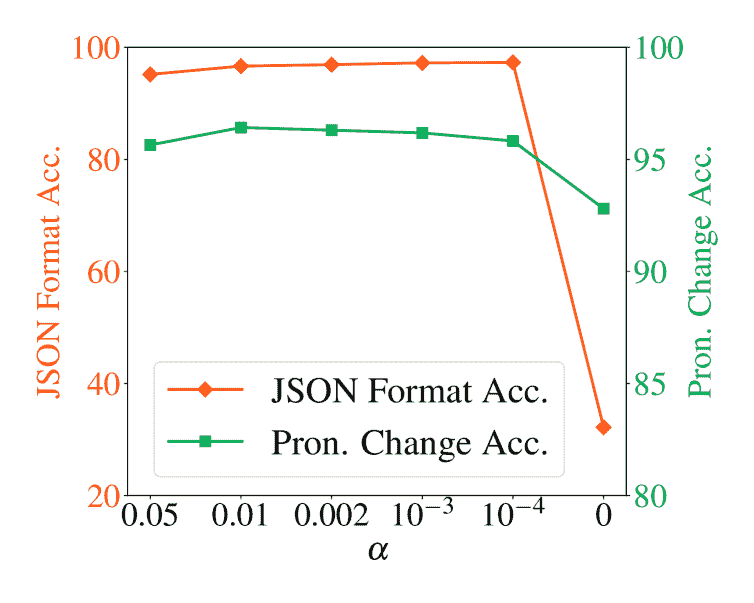 100
80
60
40
20
JSON Format Acc.
100
95
90
85
80
Pron. Change Acc.
JSON Format Acc.
Pron. Change Acc.
0.05 0.01 0.002 10⁻³ 10⁻⁴ 0
α